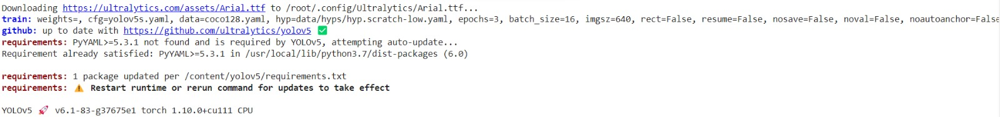 Downloading https://ultralytics.com/assets/Arial.ttf to /root/.config/Ultralytics/Arial.ttf...
train: weights=, cfg=yolov5s.yaml, data=coco128.yaml, hyp=data/hyps/hyp.scratch-low.yaml, epochs=3, batch_size=16, imgsz=640, rect=False, resume=False, nosave=False, noval=False, noautoanchor=False
github: up to date with https://github.com/ultralytics/yolov5 ✅
requirements: PyYAML>=5.3.1 not found and is required by YOLOv5, attempting auto-update...
Requirement already satisfied: PyYAML>=5.3.1 in /usr/local/lib/python3.7/dist-packages (6.0)
requirements: 1 package updated per /content/yolov5/requirements.txt
requirements: ⚠️ Restart runtime or rerun command for updates to take effect
YOLOv5 🚀 v6.1-83-g37675e1 torch 1.10.0+cu111 CPU